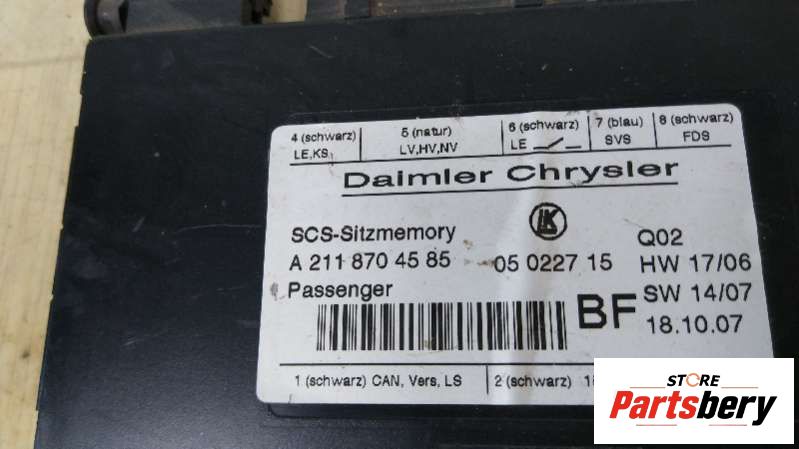 4 (schwarz) 5 (natur) 6 (schwarz) 7 (blau) 8 (schwarz)
LE,KS LV,HV,NV LE SVS FDS
Daimler Chrysler
SCS-Sitzmemory LK Q02
A 211 870 45 85 05 0227 15 HW 17/06
Passenger BF SW 14/07
18.10.07
1 (schwarz) CAN, Vers, LS 2 (schwarz)
STORE
Partsbery